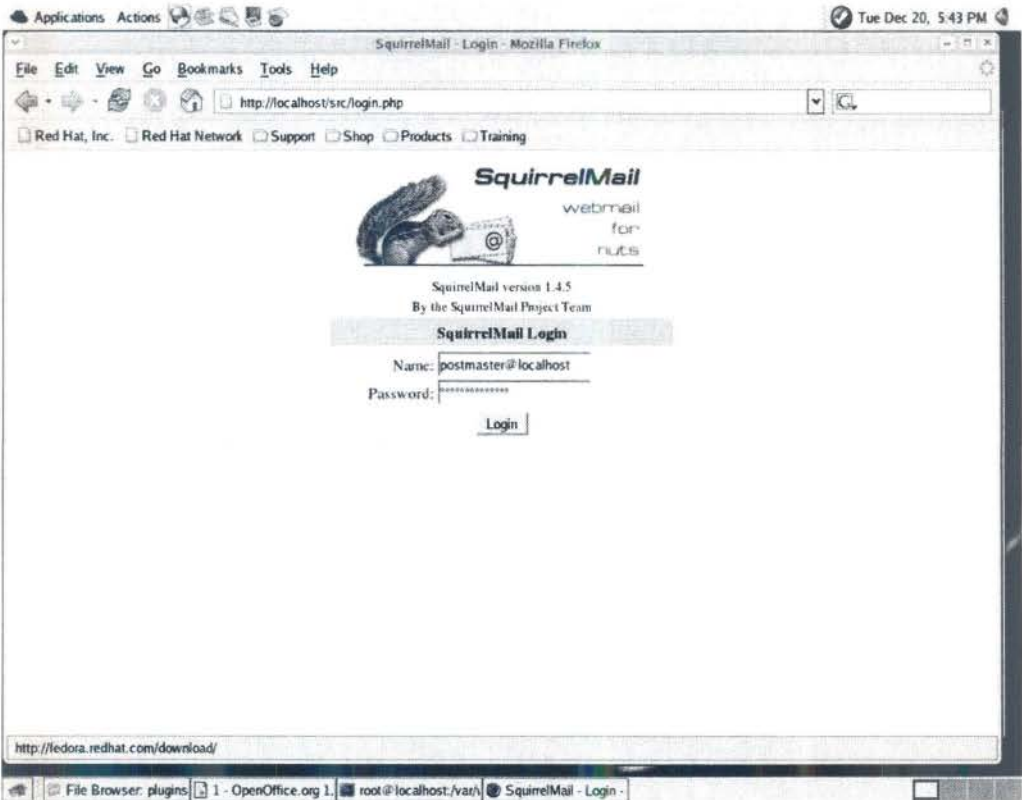 Applications Actions Tue Dec 20, 5:43 PM
SquirrelMail - Login - Mozilla Firefox
File Edit View Go Bookmarks Tools Help
http://localhost/src/login.php
G
Red Hat, Inc. Red Hat Network Support Shop Products Training
SquirrelMail
webmail
for
nuts
@
SquirrelMail version 1.4.5
By the SquirrelMail Project Team
SquirrelMail Login
Name: postmaster@localhost
Password: **************
Login
http://fedora.redhat.com/download/
File Browser: plugins 1 - OpenOffice.org 1. root@localhost:/var/ SquirrelMail - Login -